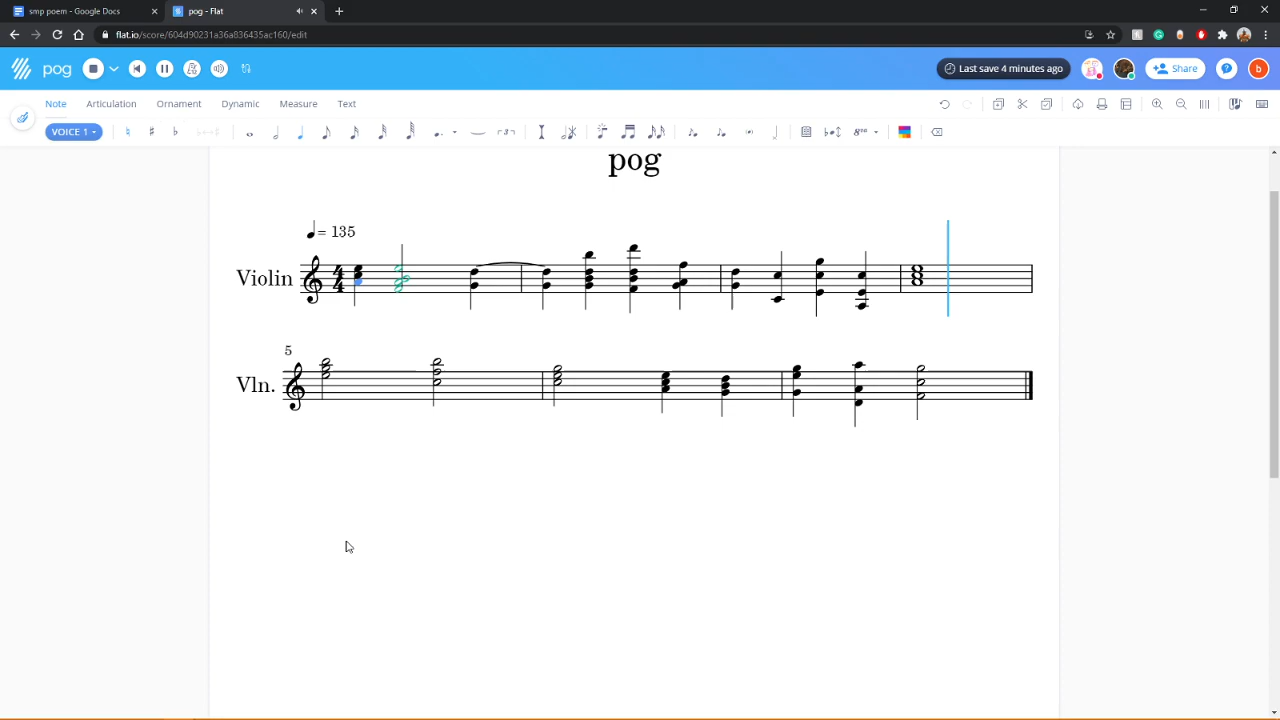 smp poem - Google Docs
pog - Flat
flat.io/score/604d90231a36a836435ac160/edit
pog
Last save 4 minutes ago
Share
b
Note Articulation Ornament Dynamic Measure Text
VOICE 1
pog
= 135
Violin
5
Vln.